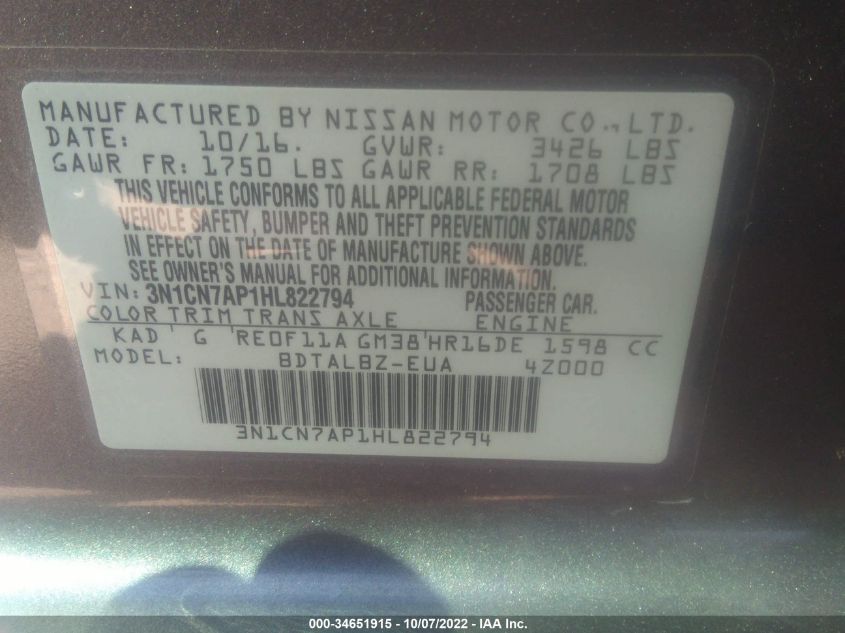 MANUFACTURED BY NISSAN MOTOR CO., LTD.
DATE: 10/16. GVWR: 3426 LBS
GAWR FR: 1750 LBS GAWR RR: 1708 LBS
THIS VEHICLE CONFORMS TO ALL APPLICABLE FEDERAL MOTOR
VEHICLE SAFETY, BUMPER AND THEFT PREVENTION STANDARDS
IN EFFECT ON THE DATE OF MANUFACTURE SHOWN ABOVE.
SEE OWNER'S MANUAL FOR ADDITIONAL INFORMATION.
VIN: 3N1CN7AP1HL822794 PASSENGER CAR.
COLOR TRIM TRANS AXLE ENGINE
KAD ' G 'RE0F11A GM38'HR16DE 1598 CC
MODEL: BDTALBZ-EUA 4Z000
3N1CN7AP1HL822794
000-34651915 - 10/07/2022 - IAA Inc.